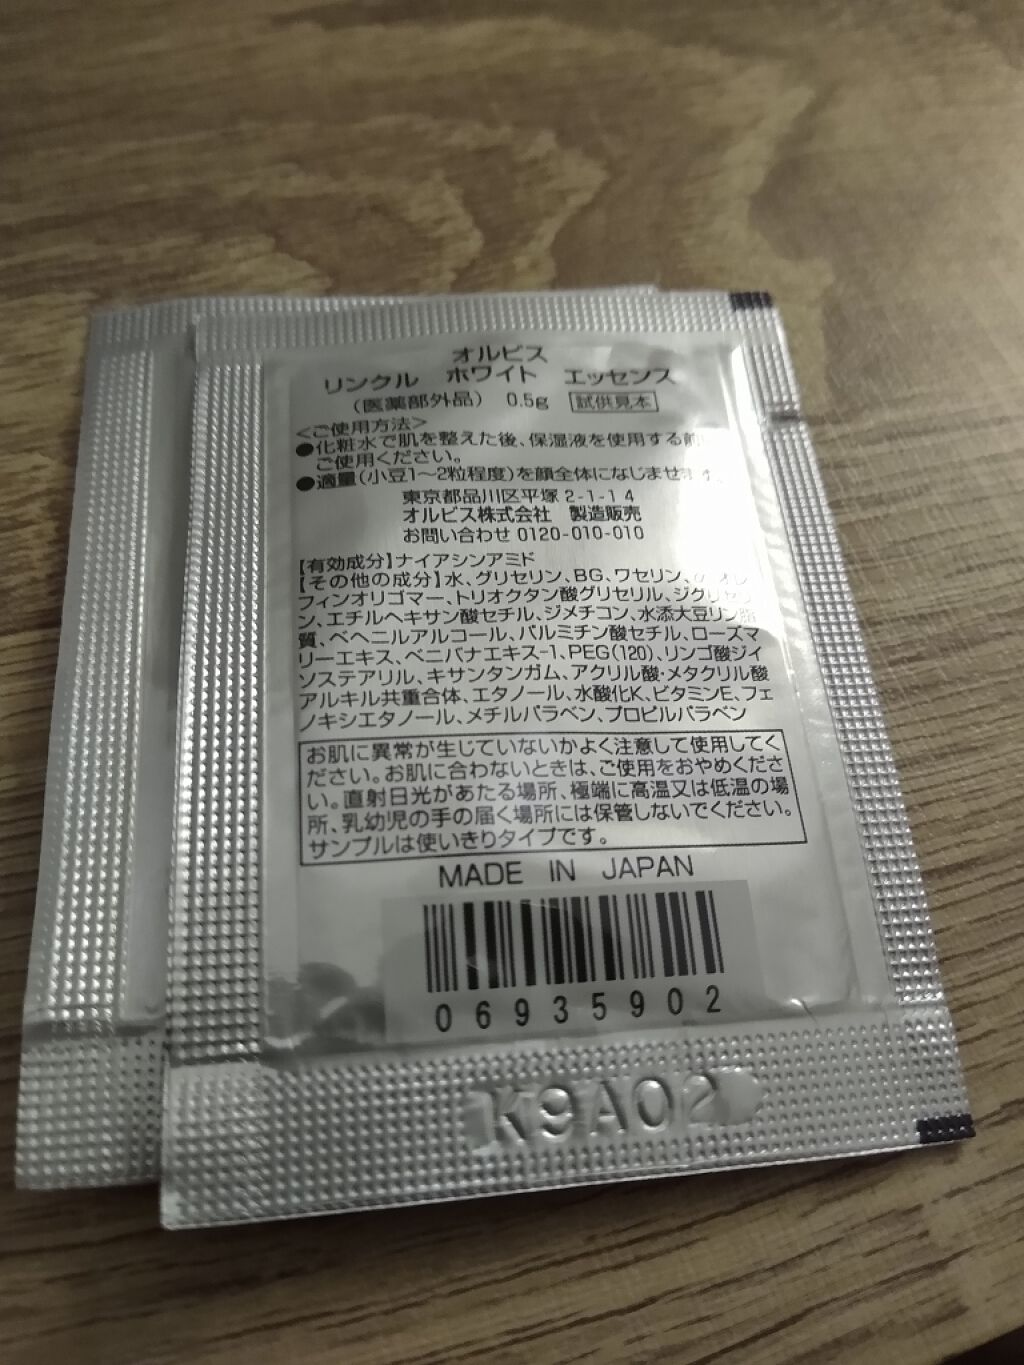 オルビス
リンクル ホワイト エッセンス
（医薬部外品） 0.5g 試供見本
＜ご使用方法＞
●化粧水で肌を整えた後、保湿液を使用する前
ご使用ください。
●適量(小豆1～2粒程度)を顔全体になじませます。
東京都品川区平塚2-1-14
オルビス株式会社 製造販売
お問い合わせ 0120-010-010
【有効成分】ナイアシンアミド
【その他の成分】水、グリセリン、BG、ワセリン、
フィンオリゴマー、トリオクタン酸グリセリル、ジグリセリ
ン、エチルヘキサン酸セチル、ジメチコン、水添大豆リン脂
質、ベヘニルアルコール、パルミチン酸セチル、ローズマ
リーエキス、ベニバナエキス-1、PEG(120)、リンゴ酸ジイ
ソステアリル、キサンタンガム、アクリル酸・メタクリル酸
アルキル共重合体、エタノール、水酸化K、ビタミンE、フェ
ノキシエタノール、メチルパラベン、プロピルパラベン
お肌に異常が生じていないかよく注意して使用してく
ださい。お肌に合わないときは、ご使用をおやめくださ
い。直射日光があたる場所、極端に高温又は低温の場
所、乳幼児の手の届く場所には保管しないでください。
サンプルは使いきりタイプです。
MADE IN JAPAN
06935902
K9A02